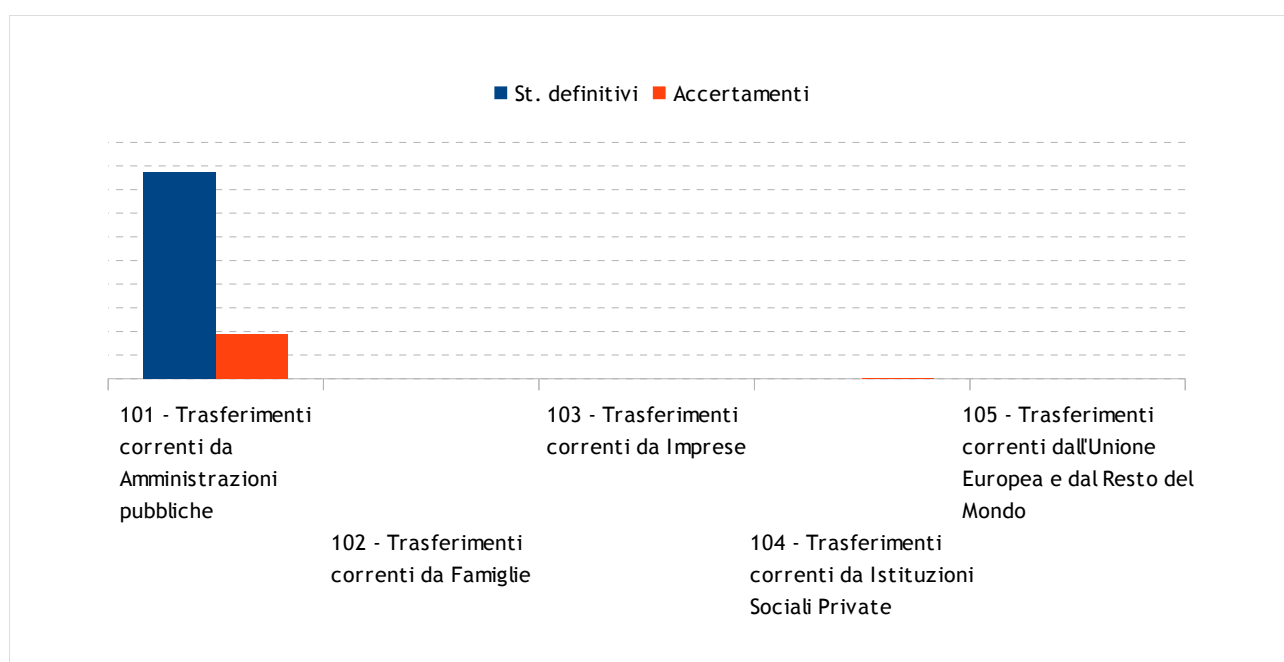 St. definitivi Accertamenti
101 - Trasferimenti
correnti da
Amministrazioni
pubbliche
102 - Trasferimenti
correnti da Famiglie
103 - Trasferimenti
correnti da Imprese
104 - Trasferimenti
correnti da Istituzioni
Sociali Private
105 - Trasferimenti
correnti dall'Unione
Europea e dal Resto del
Mondo